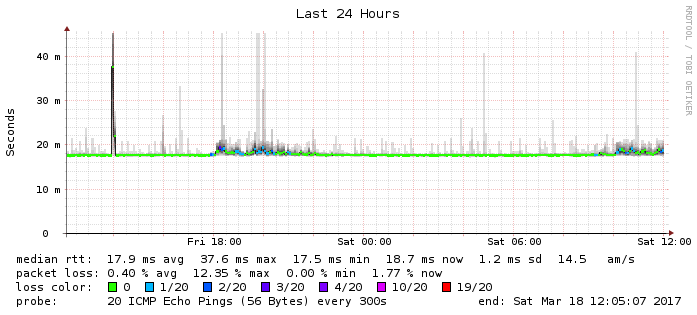 Last 24 Hours
RRDTOOL / TOBI OETIKER
Seconds
40 m
30 m
20 m
10 m
0
Fri 18:00 Sat 00:00 Sat 06:00 Sat 12:00
median rtt: 17.9 ms avg 37.6 ms max 17.5 ms min 18.7 ms now 1.2 ms sd 14.5 am/s
packet loss: 0.40 % avg 12.35 % max 0.00 % min 1.77 % now
loss color: 0 1/20 2/20 3/20 4/20 10/20 19/20
probe: 20 ICMP Echo Pings (56 Bytes) every 300s end: Sat Mar 18 12:05:07 2017